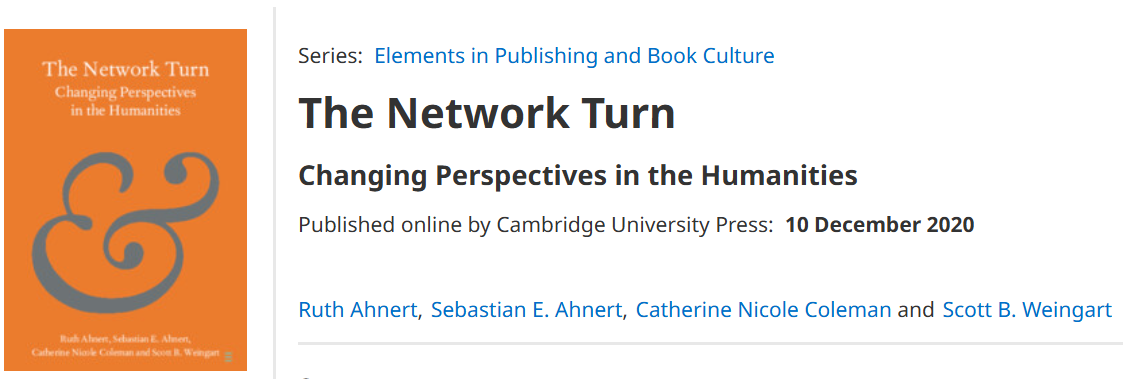 The Network Turn
Changing Perspectives
in the Humanities
&
Ruth Ahnert, Sebastian E. Ahnert,
Catherine Nicole Coleman and Scott B. Weingart
Series: Elements in Publishing and Book Culture
The Network Turn
Changing Perspectives in the Humanities
Published online by Cambridge University Press: 10 December 2020
Ruth Ahnert, Sebastian E. Ahnert, Catherine Nicole Coleman and Scott B. Weingart